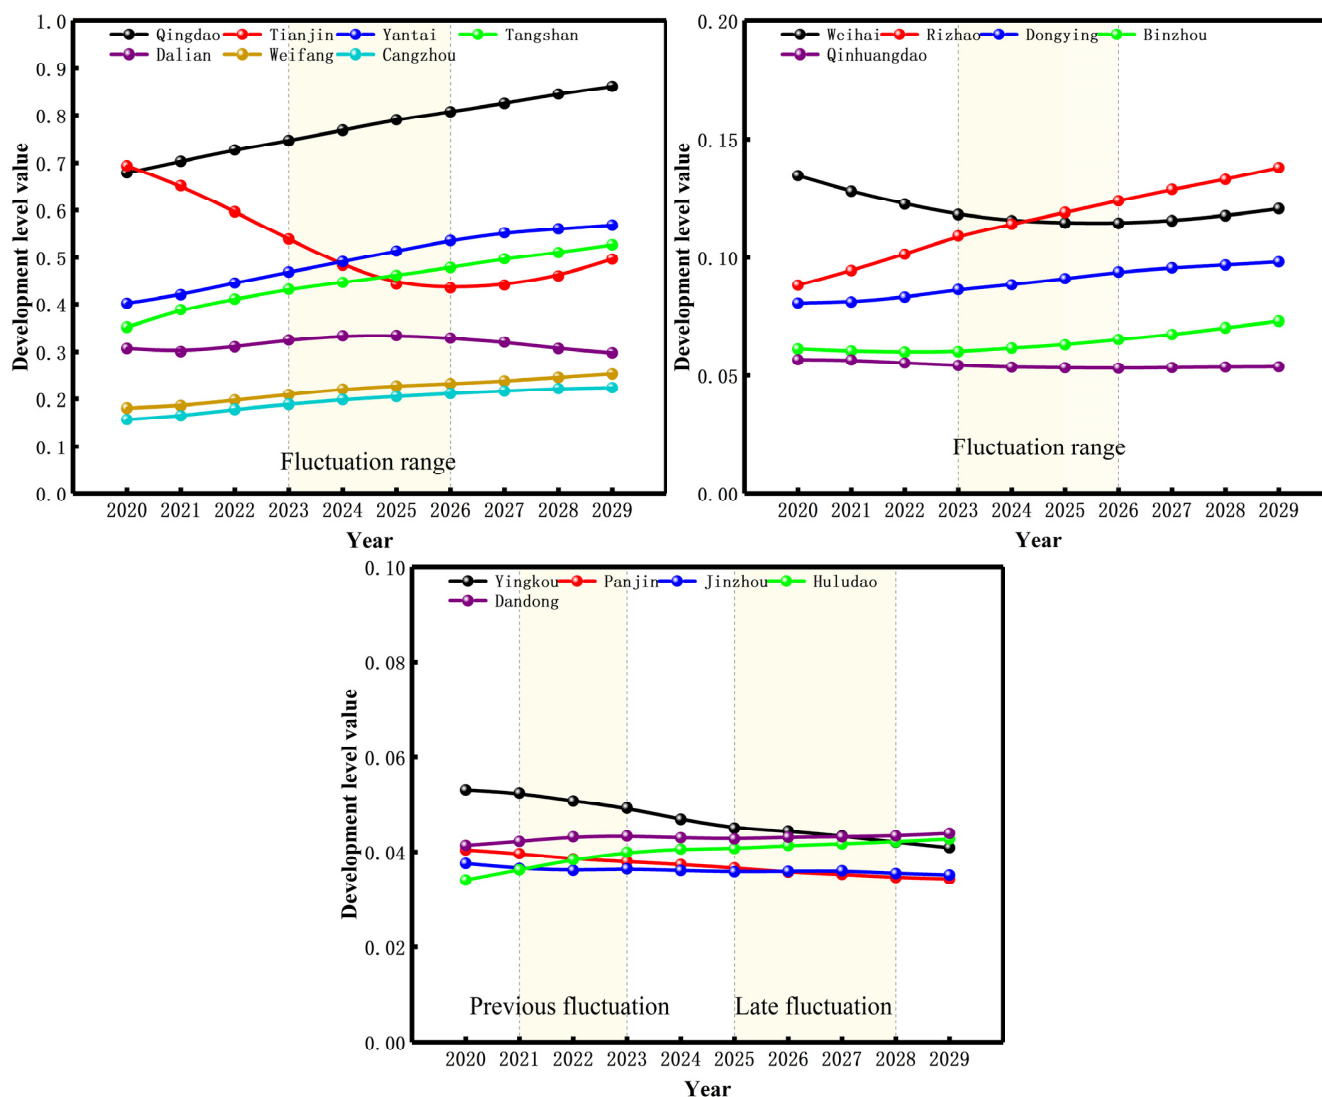 Qingdao Tianjin Yantai Tangshan
Dalian Weifang Cangzhou
Development level value
1.0
0.9
0.8
0.7
0.6
0.5
0.4
0.3
0.2
0.1
0.0
Fluctuation range
2020 2021 2022 2023 2024 2025 2026 2027 2028 2029
Year
Wcihai Rizhao Dongying Binzhou
Qinhuangdao
Development level value
0.20
0.15
0.10
0.05
0.00
Fluctuation range
2020 2021 2022 2023 2024 2025 2026 2027 2028 2029
Year
Yingkou Panjin Jinzhou Huludao
Dandong
Development level value
0.10
0.08
0.06
0.04
0.02
0.00
Previous fluctuation Late fluctuation
2020 2021 2022 2023 2024 2025 2026 2027 2028 2029
Year